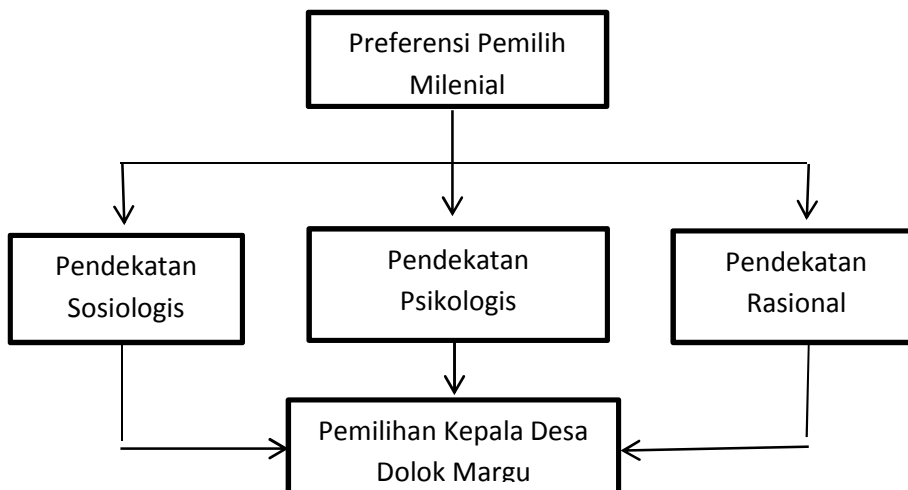 Preferensi Pemilih
Milenial
Pendekatan
Sosiologis
Pendekatan
Psikologis
Pendekatan
Rasional
Pemilihan Kepala Desa
Dolok Margu